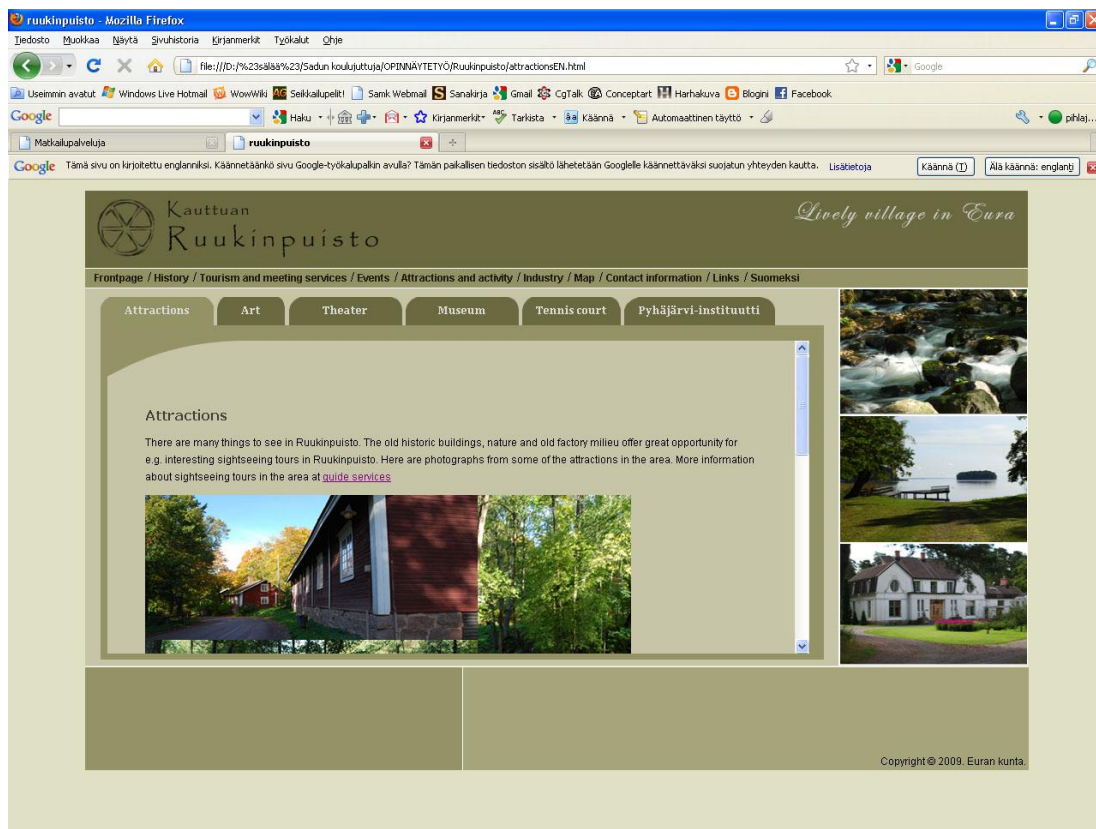 ruukinpuisto - Mozilla Firefox
Tiedosto Muokkaa Näytä Sivuhistoria Kirjanmerkit Työkalut Ohje
file:///D:/%23sälää%23/Sadun koulujuttuja/OPINNÄYTETYÖ/Ruukinpuisto/attractionsEN.html Google
Useimmin avatut Windows Live Hotmail WowWiki AG Seikkailupelit! Samk Webmail S Sanakirja Gmail CgTalk Conceptart Harhakuva Blogini Facebook
Google Haku Kirjanmerkit Tarkista Käännä Automaattinen täyttö pihlaj...
Matkailupalveluja ruukinpuisto
Google Tämä sivu on kirjoitettu englanniksi. Käännetäänkö sivu Google-työkalupalkin avulla? Tämän paikallisen tiedoston sisältö lähetetään Googlelle käännettäväksi suojatun yhteyden kautta. Lisätietoja Käännä (T) Älä käännä: englanti
Kauttuan
Ruukinpuisto
Lively village in Eura
Frontpage / History / Tourism and meeting services / Events / Attractions and activity / Industry / Map / Contact information / Links / Suomeksi
Attractions Art Theater Museum Tennis court Pyhäjärvi-instituutti
Attractions
There are many things to see in Ruukinpuisto. The old historic buildings, nature and old factory milieu offer great opportunity for
e.g. interesting sightseeing tours in Ruukinpuisto. Here are photographs from some of the attractions in the area. More information
about sightseeing tours in the area at guide services
Copyright © 2009. Euran kunta.